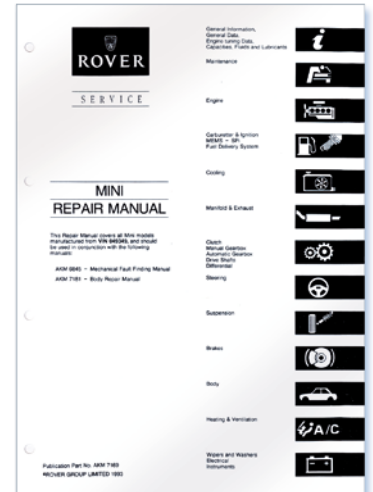 ROVER
SERVICE
MINI
REPAIR MANUAL
This Repair Manual covers all Mini models
manufactured from VIN 649349, and should
be used in conjunction with the following
manuals:
AKM 6845 - Mechanical Fault Finding Manual
AKM 7181 - Body Repair Manual
Publication Part No. AKM 7169
ROVER GROUP LIMITED 1993
General Information,
General Data,
Engine tuning Data,
Capacities, Fluids and Lubricants
i
Maintenance
Engine
Carburetter & Ignition
MEMS - SPi
Fuel Delivery System
Cooling
Manifold & Exhaust
Clutch
Manual Gearbox
Automatic Gearbox
Drive Shafts
Differential
Steering
Suspension
Brakes
Body
Heating & Ventilation
A/C
Wipers and Washers
Electrical
Instruments